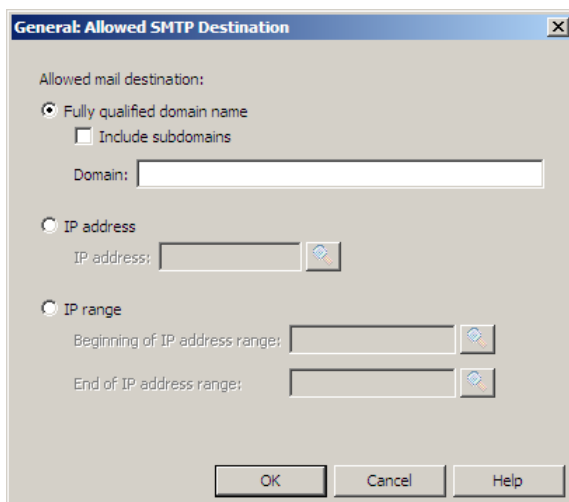 General: Allowed SMTP Destination
Allowed mail destination:
Fully qualified domain name
Include subdomains
Domain:
IP address
IP address:
IP range
Beginning of IP address range:
End of IP address range:
OK Cancel Help